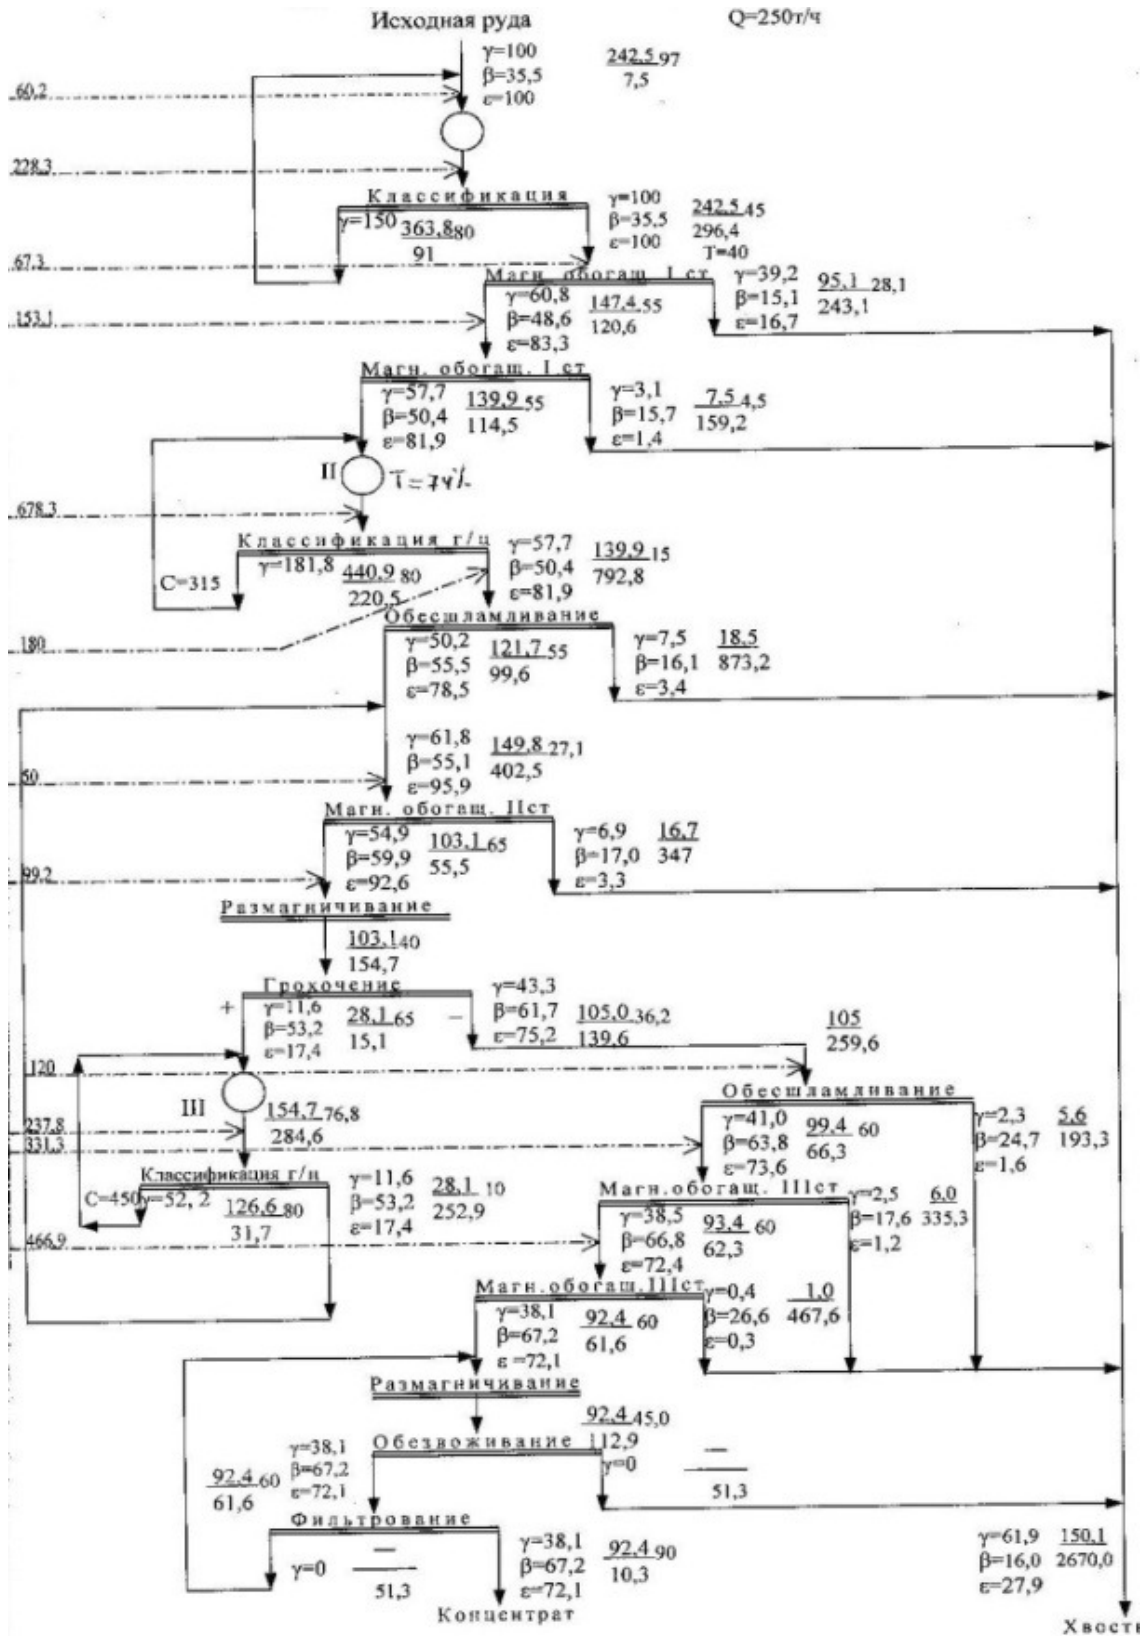 Исходная руда
Q=250т/ч
γ=100
β=35,5
ε=100
242,5 97
7,5
60,2
228,3
Классификация
γ=150
363,8 80
91
γ=100
β=35,5
ε=100
242,5 45
296,4
T=40
67,3
Магн. обогащ. I ст
γ=60,8
β=48,6
ε=83,3
147,4 55
120,6
γ=39,2
β=15,1
ε=16,7
95,1 28,1
243,1
153,1
Магн. обогащ. I ст
γ=57,7
β=50,4
ε=81,9
139,9 55
114,5
γ=3,1
β=15,7
ε=1,4
7,5 4,5
159,2
II
T=74%
678,3
Классификация г/ц
C=315
γ=181,8
440,9 80
220,5
γ=57,7
β=50,4
ε=81,9
139,9 15
792,8
180
Обесшламливание
γ=50,2
β=55,5
ε=78,5
121,7 55
99,6
γ=7,5
β=16,1
ε=3,4
18,5
873,2
γ=61,8
β=55,1
ε=95,9
149,8 27,1
402,5
50
Магн. обогащ. IIст
γ=54,9
β=59,9
ε=92,6
103,1 65
55,5
γ=6,9
β=17,0
ε=3,3
16,7
347
99,2
Размагничивание
103,1 40
154,7
Грохочение
+
γ=11,6
β=53,2
ε=17,4
28,1 65
15,1
–
γ=43,3
β=61,7
ε=75,2
105,0 36,2
139,6
105
259,6
120
Обесшламливание
III
154,7 76,8
284,6
γ=41,0
β=63,8
ε=73,6
99,4 60
66,3
γ=2,3
β=24,7
ε=1,6
5,6
193,3
237,8
331,3
Классификация г/ц
C=450
γ=52,2
126,6 80
31,7
γ=11,6
β=53,2
ε=17,4
28,1 10
252,9
Магн.обогащ. IIIст
γ=38,5
β=66,8
ε=72,4
93,4 60
62,3
γ=2,5
β=17,6
ε=1,2
6,0
335,3
466,9
Магн.обогащ.IIIст
γ=38,1
β=67,2
ε=72,1
92,4 60
61,6
γ=0,4
β=26,6
ε=0,3
1,0
467,6
Размагничивание
92,4 45,0
112,9
Обезвоживание
92,4 60
61,6
γ=38,1
β=67,2
ε=72,1
γ=0
—
51,3
Фильтрование
γ=0
—
51,3
γ=38,1
β=67,2
ε=72,1
92,4 90
10,3
Концентрат
γ=61,9
β=16,0
ε=27,9
150,1
2670,0
Хвосты